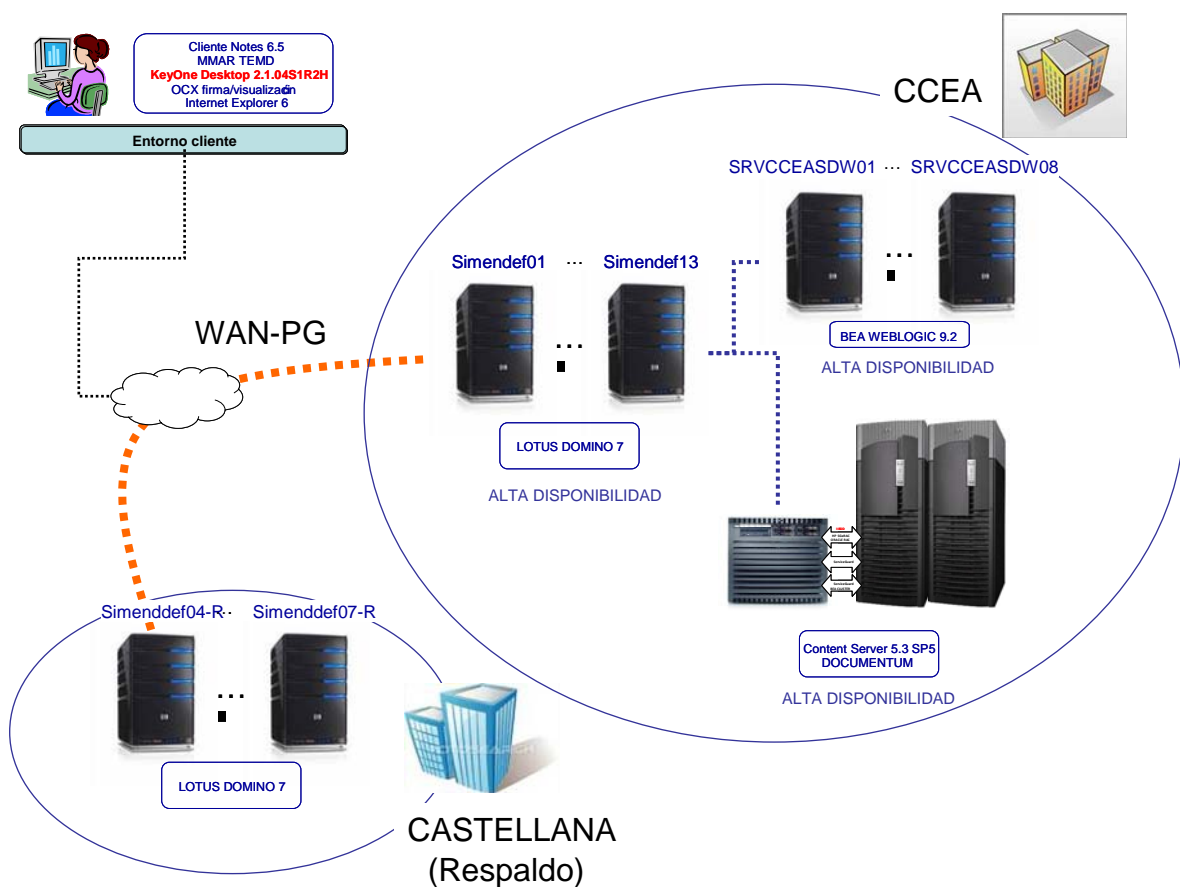 Cliente Notes 6.5
MMAR TEMD
KeyOne Desktop 2.1.04S1R2H
OCX firma/visualización
Internet Explorer 6
Entorno cliente
CCEA
SRVCCEASDW01 ... SRVCCEASDW08
Simendef01 ... Simendef13
...
BEA WEBLOGIC 9.2
ALTA DISPONIBILIDAD
WAN-PG
...
LOTUS DOMINO 7
ALTA DISPONIBILIDAD
ServiceGuard
ServiceGuard
Content Server 5.3 SP5
DOCUMENTUM
ALTA DISPONIBILIDAD
Simenddef04-R.. Simenddef07-R
...
LOTUS DOMINO 7
CASTELLANA
(Respaldo)